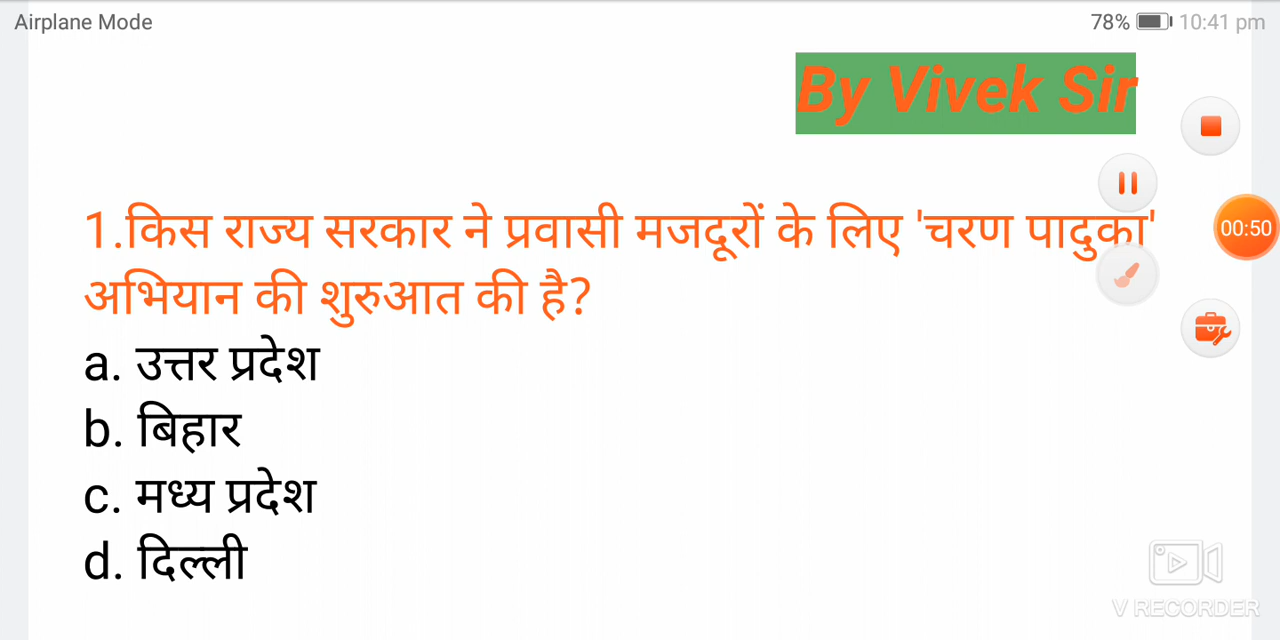 Airplane Mode
78% 10:41 pm
By Vivek Sir
1.किस राज्य सरकार ने प्रवासी मजदूरों के लिए 'चरण पादुका'
00:50
अभियान की शुरुआत की है?
a. उत्तर प्रदेश
b. बिहार
c. मध्य प्रदेश
d. दिल्ली
V RECORDER